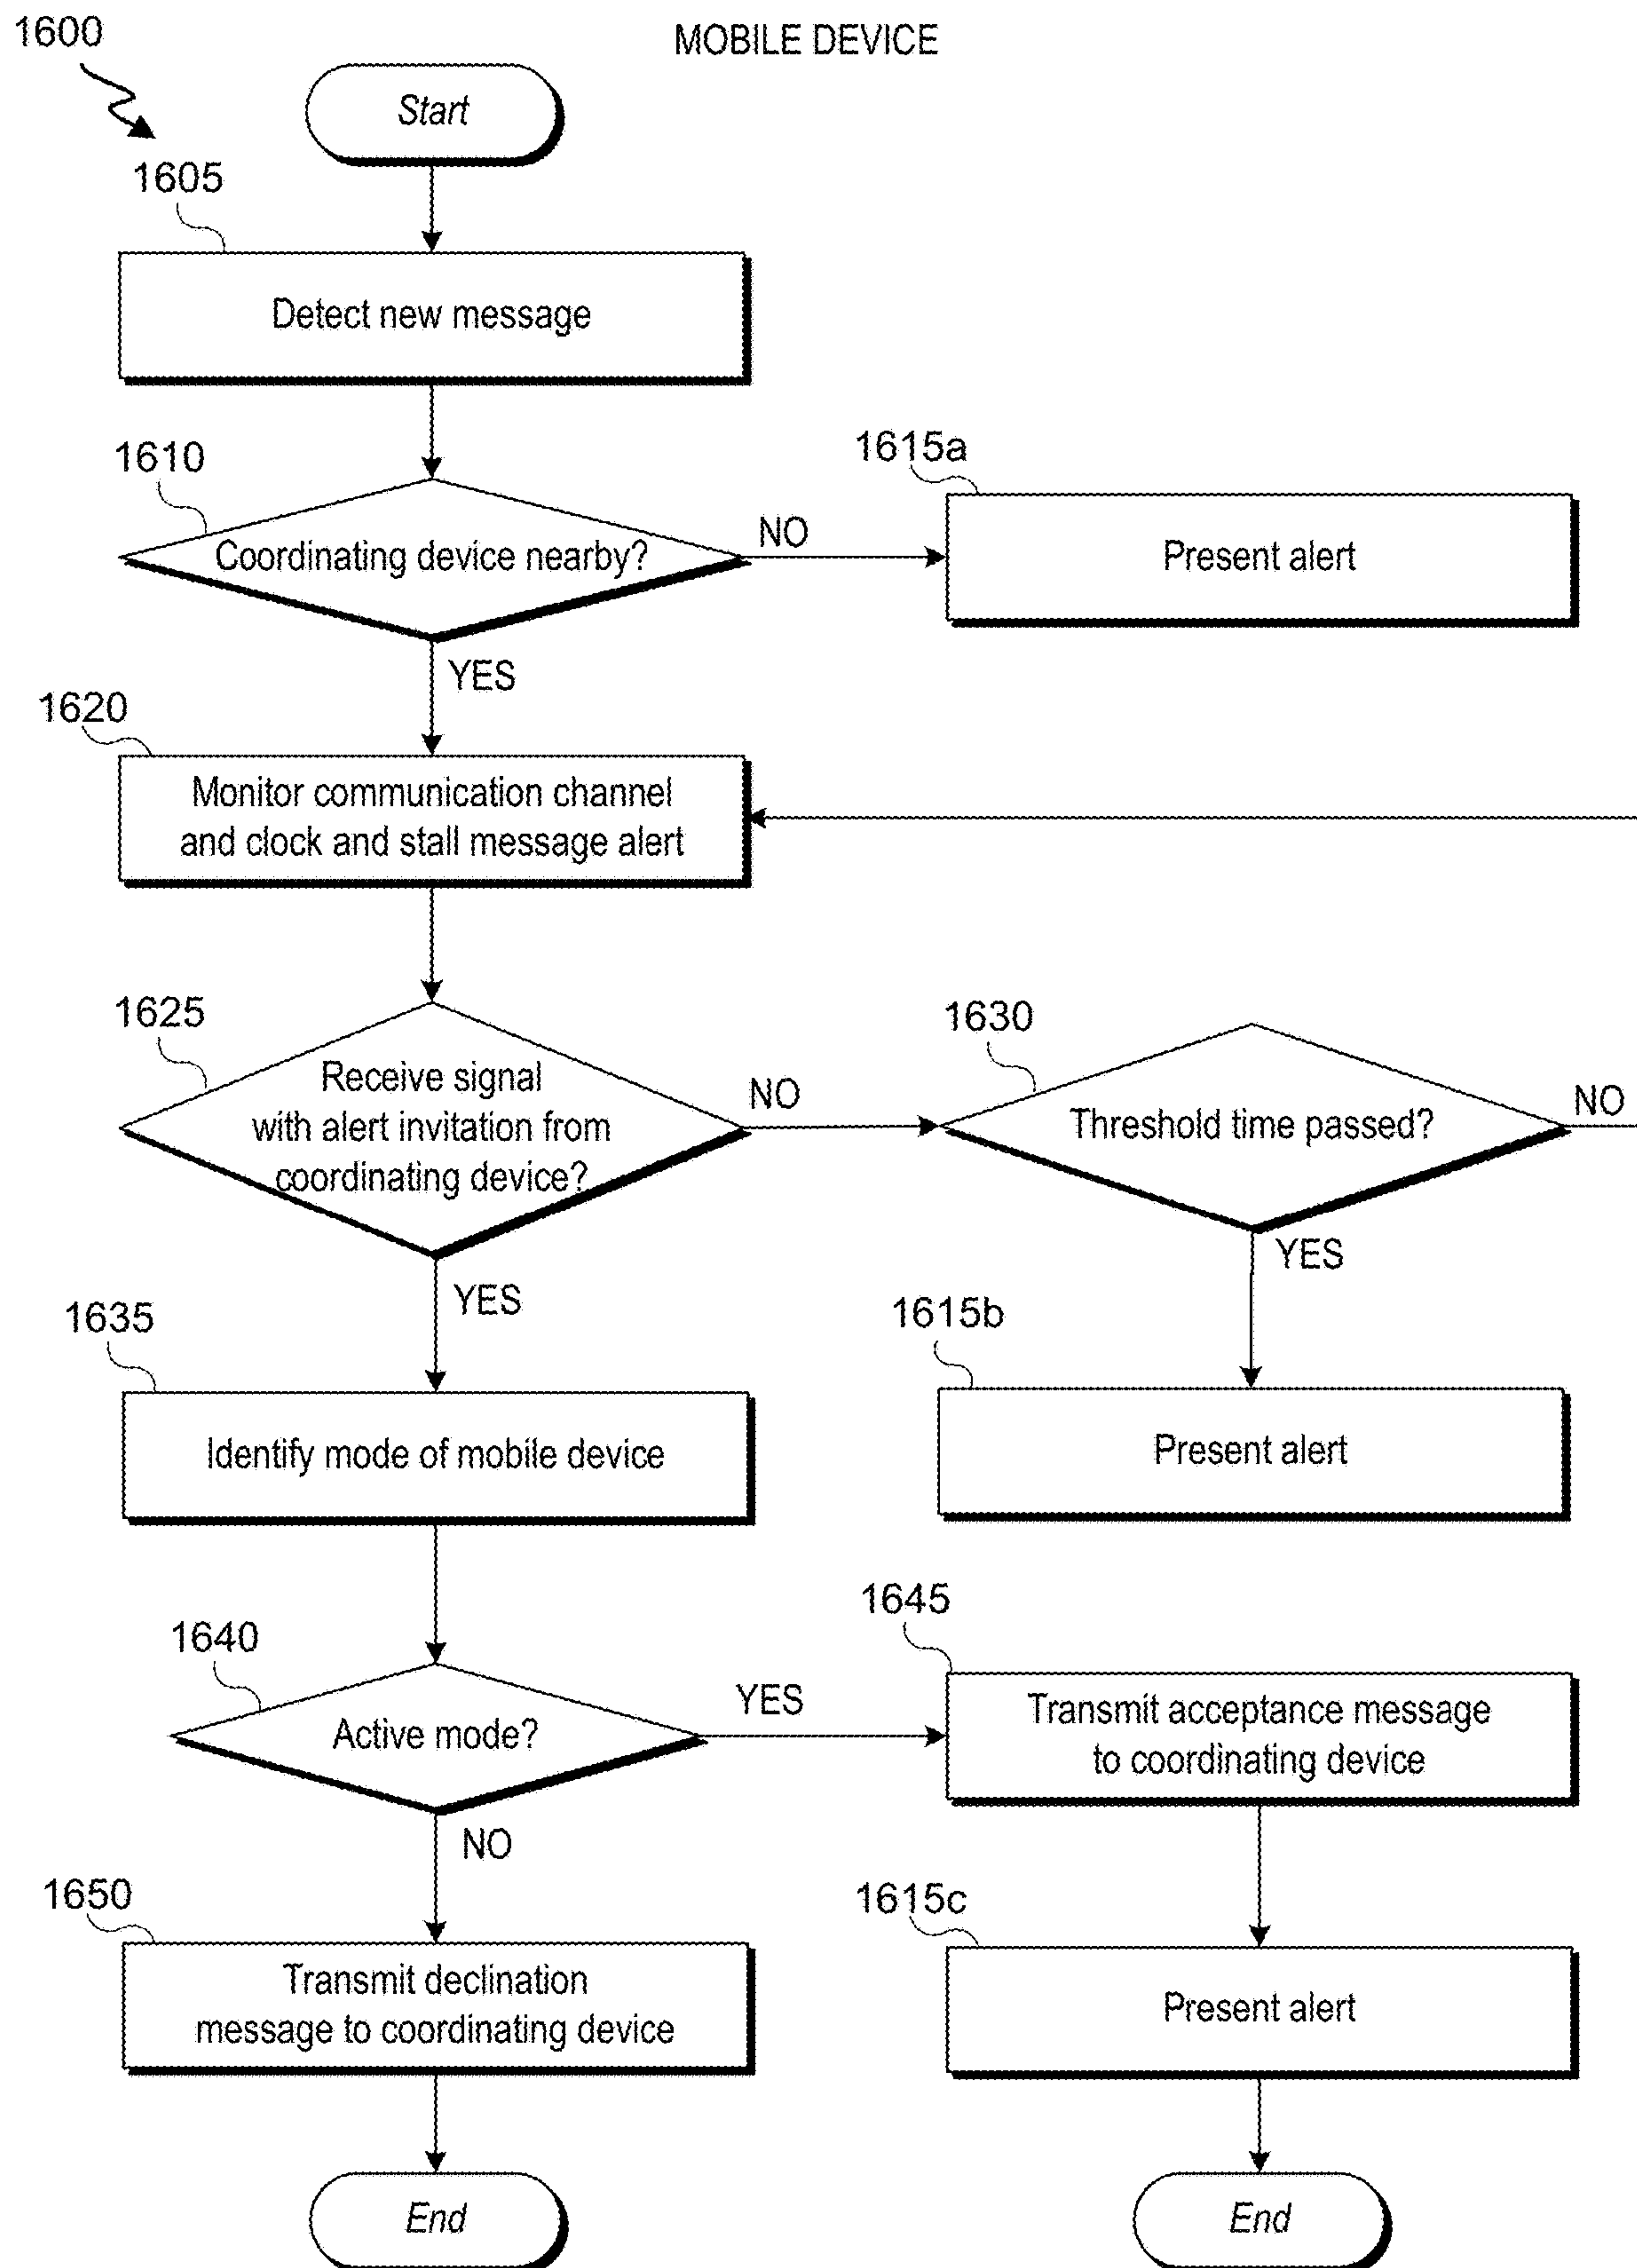 1600
MOBILE DEVICE
Start
1605
Detect new message
1610
1615a
Coordinating device nearby?
NO
Present alert
YES
1620
Monitor communication channel
and clock and stall message alert
1625
1630
Receive signal
with alert invitation from
coordinating device?
NO
Threshold time passed?
NO
YES
YES
1635
1615b
Identify mode of mobile device
Present alert
1640
1645
Active mode?
YES
Transmit acceptance message
to coordinating device
NO
1650
1615c
Transmit declination
message to coordinating device
Present alert
End
End